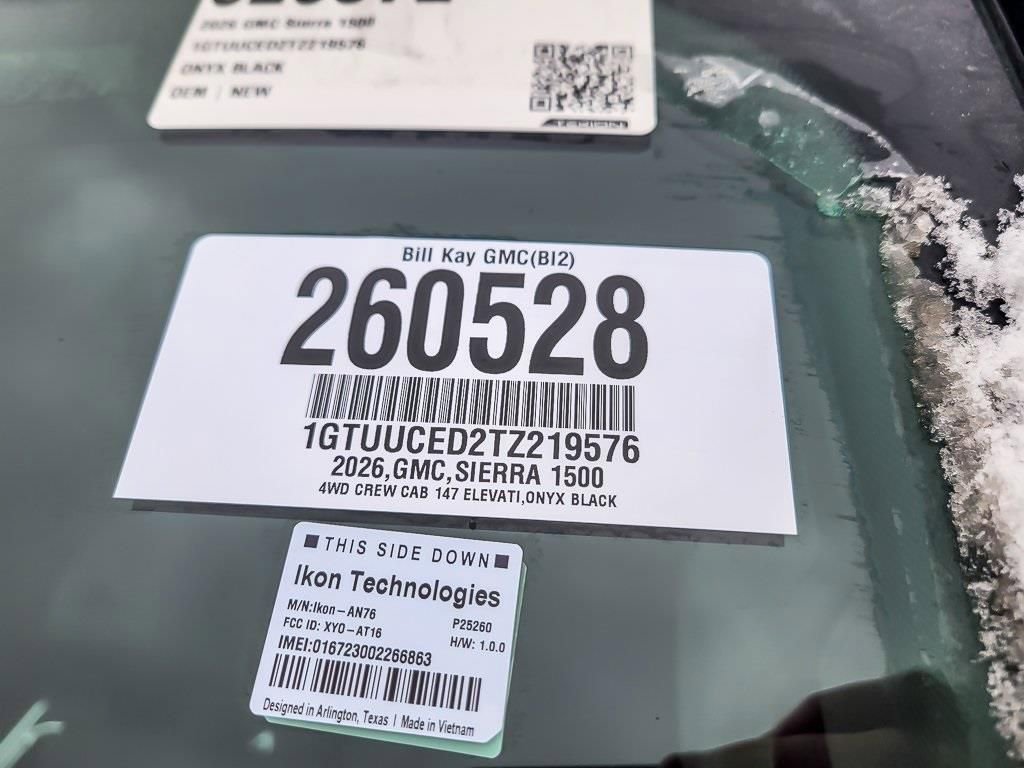 2026 GMC Sierra 1500
1GTUUCED2TZ219576
ONYX BLACK
OEM | NEW
Bill Kay GMC(BI2)
260528
1GTUUCED2TZ219576
2026,GMC,SIERRA 1500
4WD CREW CAB 147 ELEVATI,ONYX BLACK
THIS SIDE DOWN
Ikon Technologies
M/N:Ikon-AN76 P25260
FCC ID: XYO-AT16 H/W: 1.0.0
IMEI:016723002266863
Designed in Arlington, Texas | Made in Vietnam